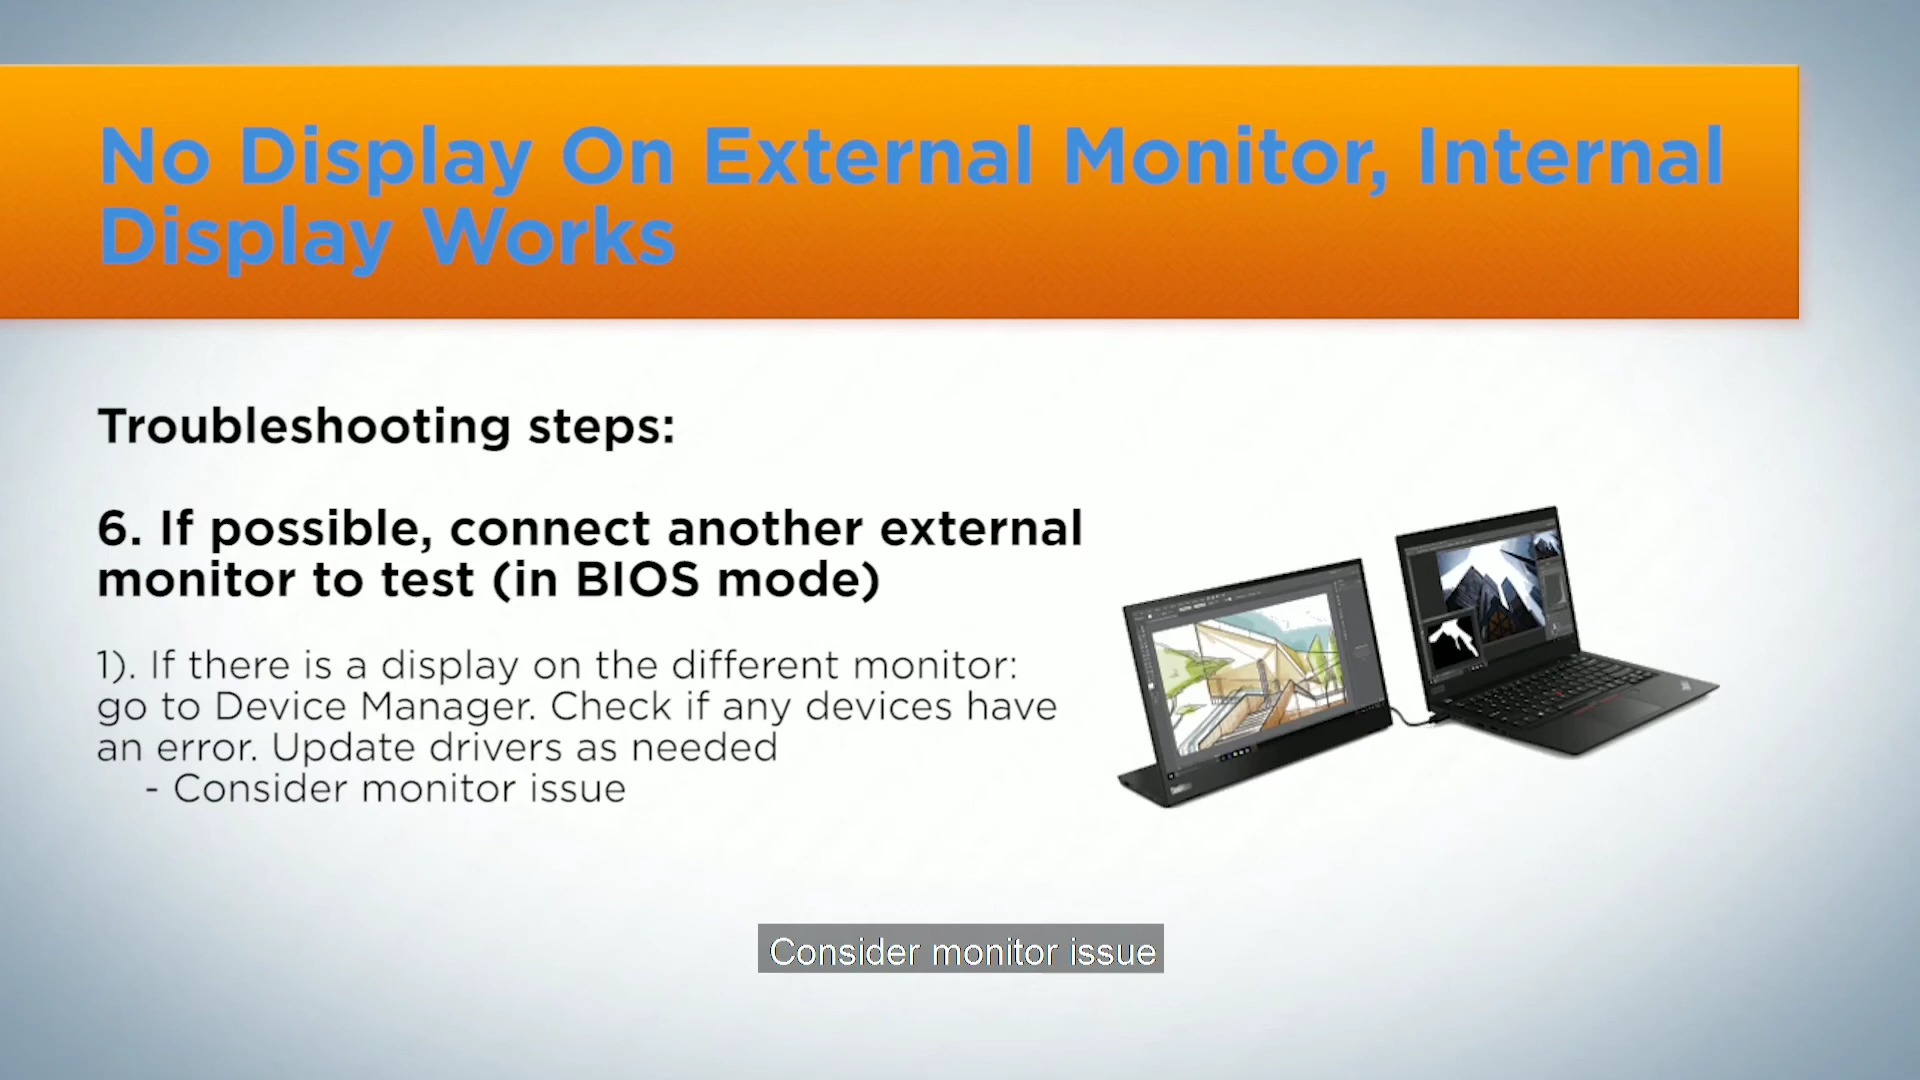 No Display On External Monitor, Internal
Display Works
Troubleshooting steps:
6. If possible, connect another external
monitor to test (in BIOS mode)
1). If there is a display on the different monitor:
go to Device Manager. Check if any devices have
an error. Update drivers as needed
- Consider monitor issue
Consider monitor issue